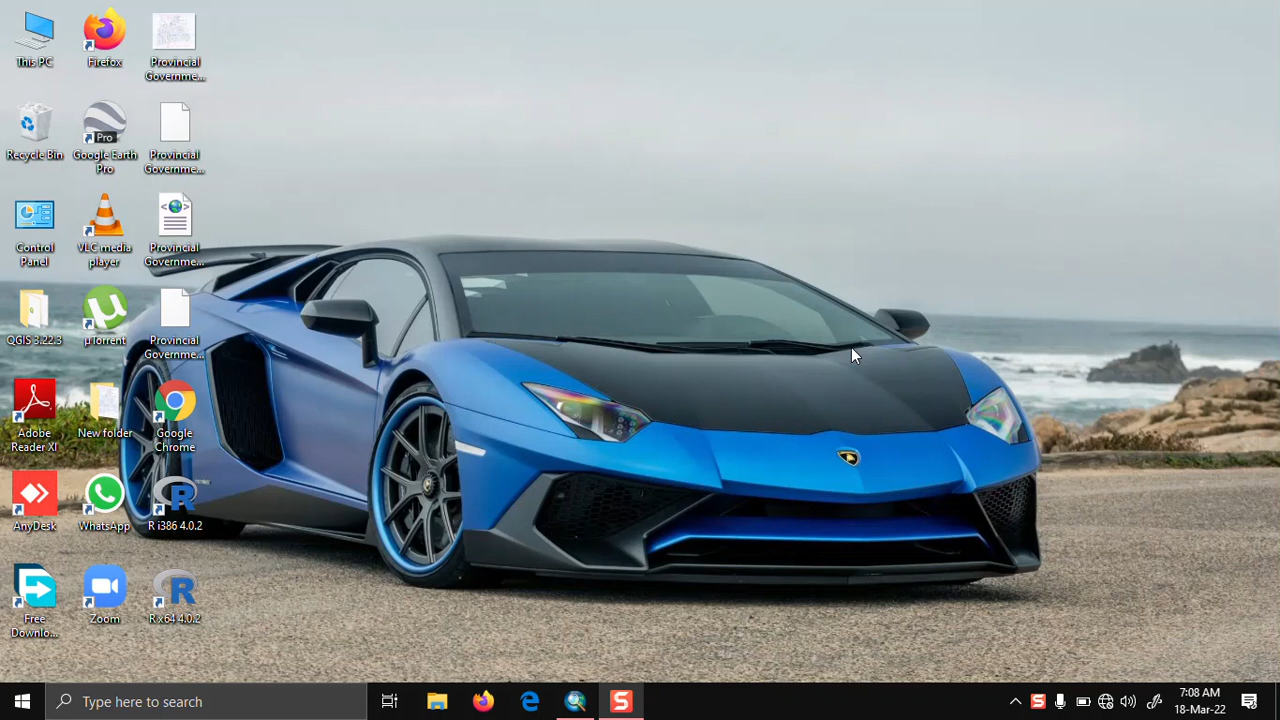 This PC
Firefox
Provincial
Governme...
Recycle Bin
Pro
Google Earth
Pro
Provincial
Governme...
Control
Panel
VLC media
player
Provincial
Governme...
QGIS 3.22.3
µTorrent
Provincial
Governme...
Adobe
Reader XI
New folder
Google
Chrome
AnyDesk
WhatsApp
R i386 4.0.2
Free
Downlo...
Zoom
R x64 4.0.2
Type here to search
7:08 AM
18-Mar-22